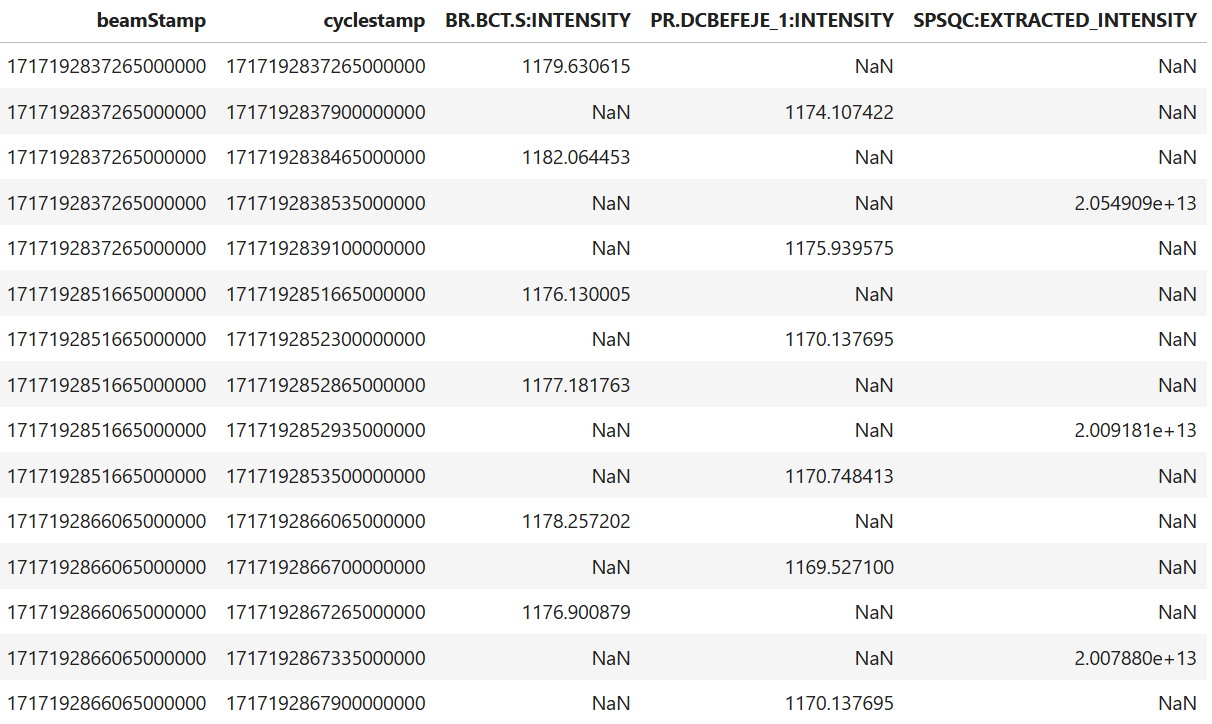 beamStamp cyclestamp BR.BCT.S:INTENSITY PR.DCBEFEJE_1:INTENSITY SPSQC:EXTRACTED_INTENSITY
1717192837265000000 1717192837265000000 1179.630615 NaN NaN
1717192837265000000 1717192837900000000 NaN 1174.107422 NaN
1717192837265000000 1717192838465000000 1182.064453 NaN NaN
1717192837265000000 1717192838535000000 NaN NaN 2.054909e+13
1717192837265000000 1717192839100000000 NaN 1175.939575 NaN
1717192851665000000 1717192851665000000 1176.130005 NaN NaN
1717192851665000000 1717192852300000000 NaN 1170.137695 NaN
1717192851665000000 1717192852865000000 1177.181763 NaN NaN
1717192851665000000 1717192852935000000 NaN NaN 2.009181e+13
1717192851665000000 1717192853500000000 NaN 1170.748413 NaN
1717192866065000000 1717192866065000000 1178.257202 NaN NaN
1717192866065000000 1717192866700000000 NaN 1169.527100 NaN
1717192866065000000 1717192867265000000 1176.900879 NaN NaN
1717192866065000000 1717192867335000000 NaN NaN 2.007880e+13
1717192866065000000 1717192867900000000 NaN 1170.137695 NaN